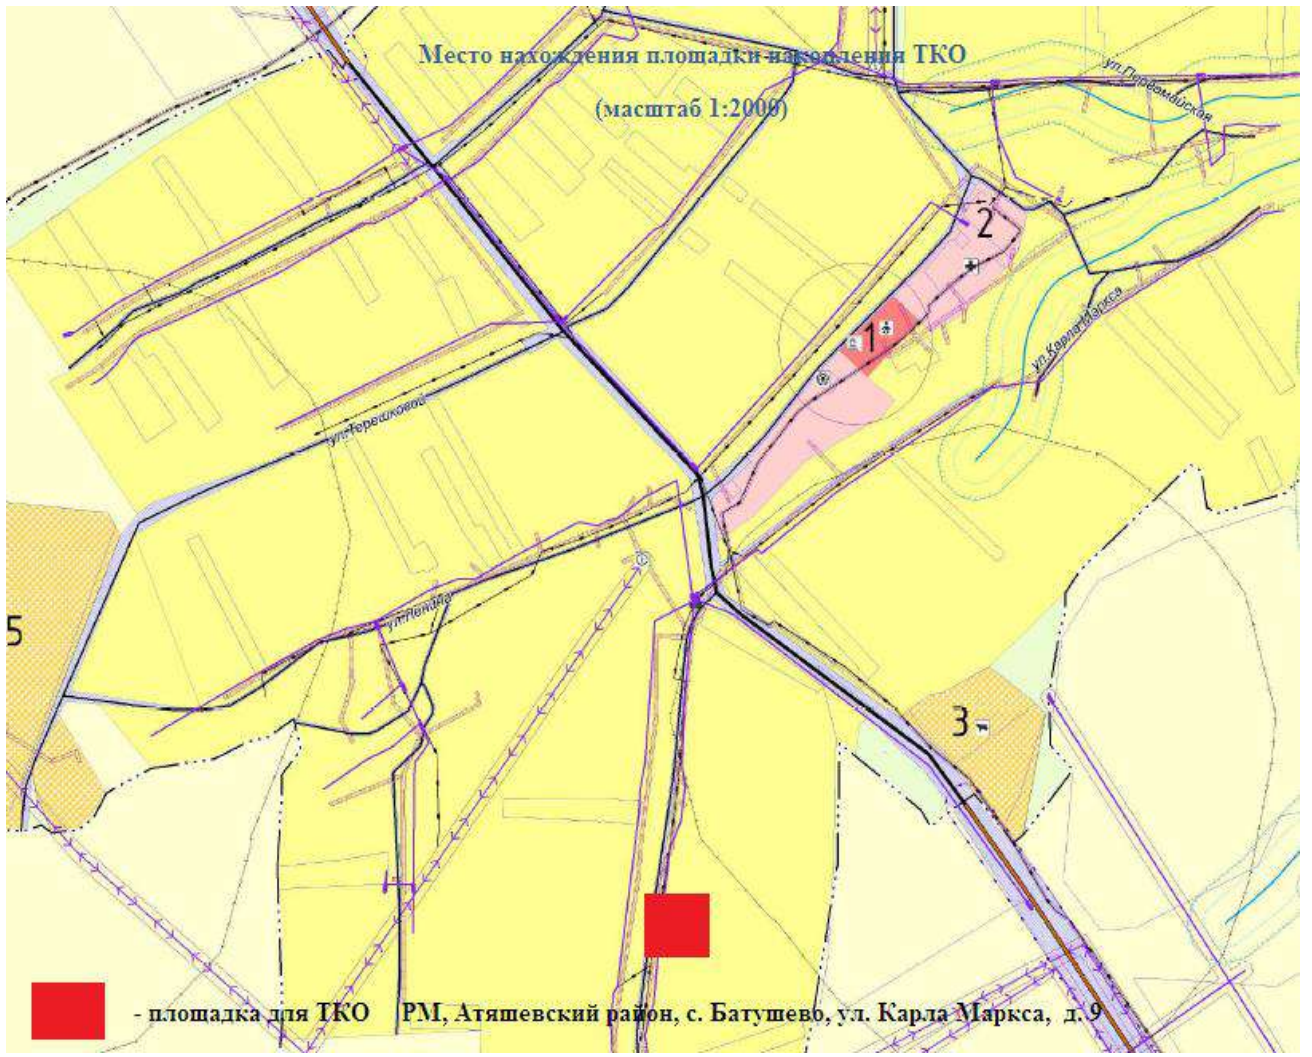 Место нахождения площадки накопления ТКО
(масштаб 1:2000)
ул.Первомайская
2
1
ул.Карла Маркса
ул.Терешковой
ул.Ленина
5
3
- площадка для ТКО РМ, Атяшевский район, с. Батушево, ул. Карла Маркса, д. 9